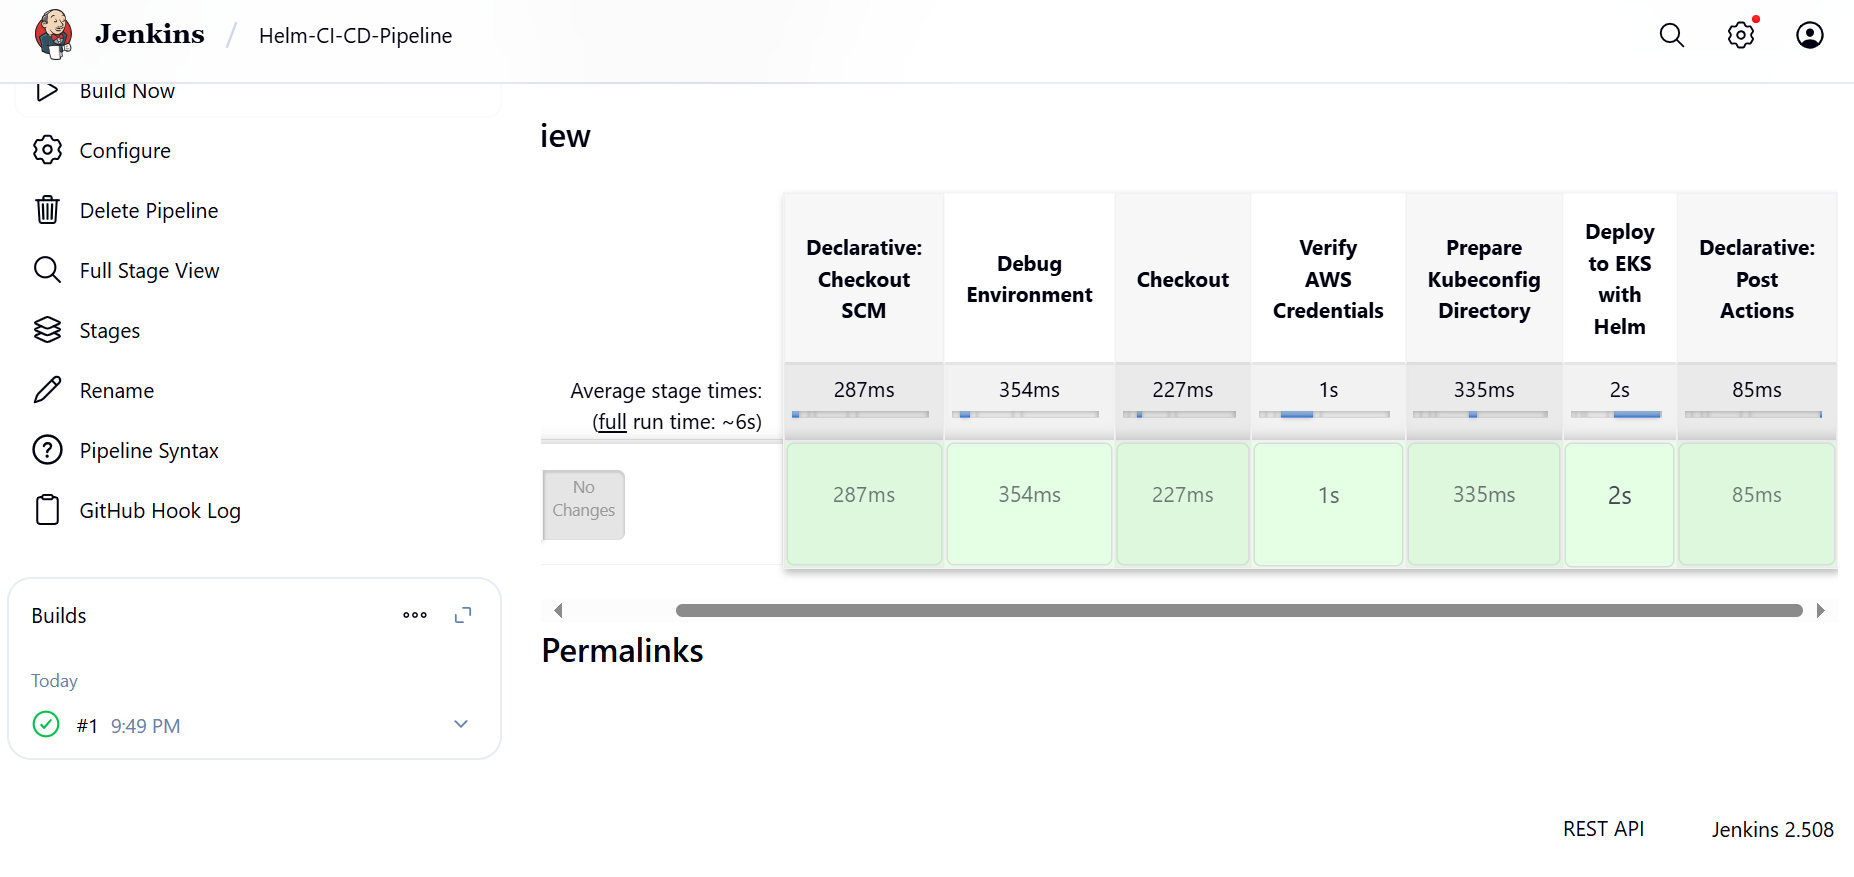 Jenkins / Helm-CI-CD-Pipeline
Build Now
Configure
Delete Pipeline
Full Stage View
Stages
Rename
Pipeline Syntax
GitHub Hook Log
Builds
Today
#1 9:49 PM
iew
Declarative:
Checkout
SCM
Debug
Environment
Checkout
Verify
AWS
Credentials
Prepare
Kubeconfig
Directory
Deploy
to EKS
with
Helm
Declarative:
Post
Actions
Average stage times:
(full run time: ~6s)
287ms 354ms 227ms 1s 335ms 2s 85ms
No
Changes
287ms 354ms 227ms 1s 335ms 2s 85ms
Permalinks
REST API Jenkins 2.508